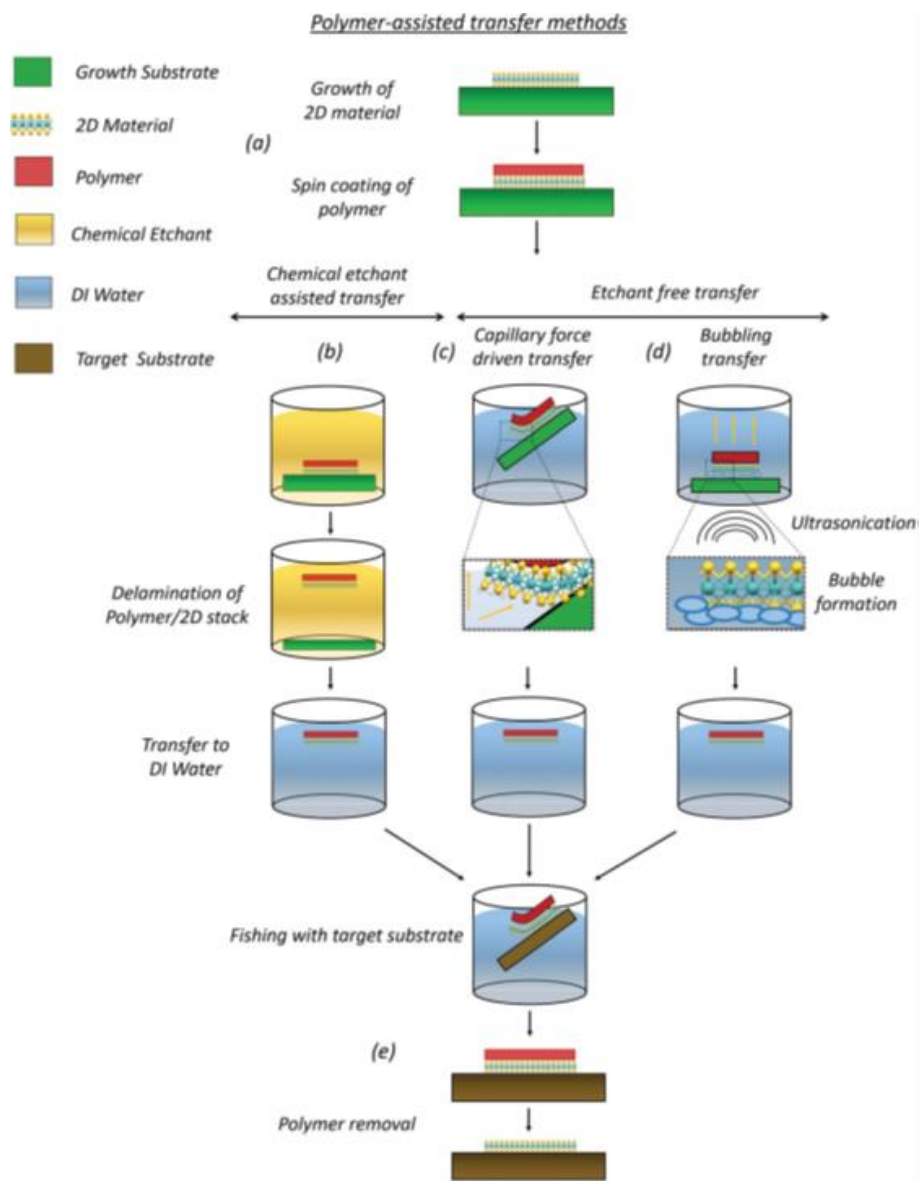 Polymer-assisted transfer methods
Growth Substrate
2D Material
Polymer
Chemical Etchant
DI Water
Target Substrate
(a)
Growth of
2D material
Spin coating of
polymer
Chemical etchant
assisted transfer
Etchant free transfer
(b)
(c)
Capillary force
driven transfer
(d)
Bubbling
transfer
Ultrasonication
Delamination of
Polymer/2D stack
Bubble
formation
Transfer to
DI Water
Fishing with target substrate
(e)
Polymer removal